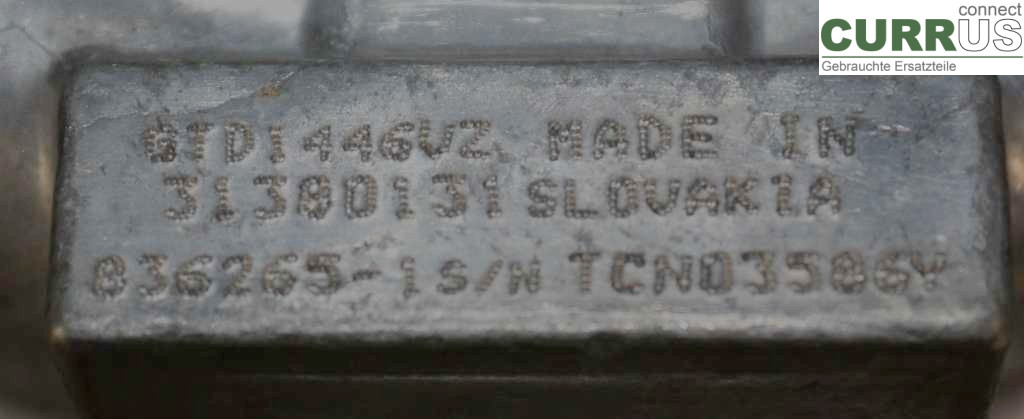 connect
CURRUS
Gebrauchte Ersatzteile
GTD1446VZ MADE IN
31380131 SLOVAKIA
836265-1 S/N TCN03586Y